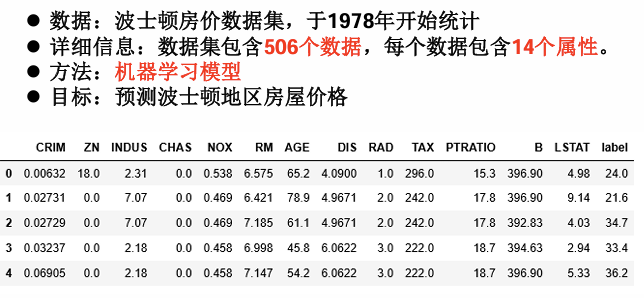 ● 数据：波士顿房价数据集，于1978年开始统计
● 详细信息：数据集包含506个数据，每个数据包含14个属性。
● 方法：机器学习模型
● 目标：预测波士顿地区房屋价格
CRIM ZN INDUS CHAS NOX RM AGE DIS RAD TAX PTRATIO B LSTAT label
0 0.00632 18.0 2.31 0.0 0.538 6.575 65.2 4.0900 1.0 296.0 15.3 396.90 4.98 24.0
1 0.02731 0.0 7.07 0.0 0.469 6.421 78.9 4.9671 2.0 242.0 17.8 396.90 9.14 21.6
2 0.02729 0.0 7.07 0.0 0.469 7.185 61.1 4.9671 2.0 242.0 17.8 392.83 4.03 34.7
3 0.03237 0.0 2.18 0.0 0.458 6.998 45.8 6.0622 3.0 222.0 18.7 394.63 2.94 33.4
4 0.06905 0.0 2.18 0.0 0.458 7.147 54.2 6.0622 3.0 222.0 18.7 396.90 5.33 36.2